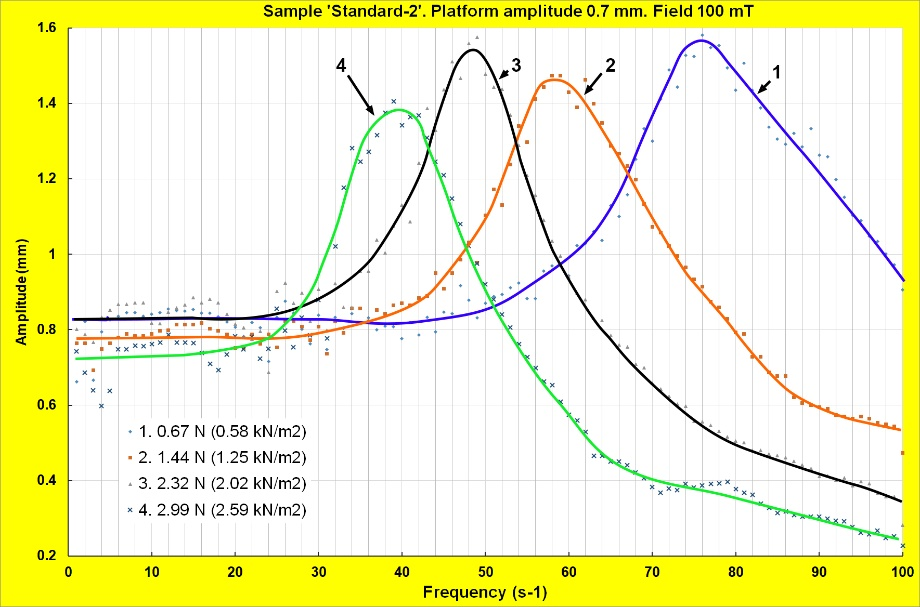 Sample 'Standard-2'. Platform amplitude 0.7 mm. Field 100 mT
1.6
1.4
1.2
1
0.8
0.6
0.4
0.2
Amplitude (mm)
4
3
2
1
1. 0.67 N (0.58 kN/m2)
2. 1.44 N (1.25 kN/m2)
3. 2.32 N (2.02 kN/m2)
4. 2.99 N (2.59 kN/m2)
0 10 20 30 40 50 60 70 80 90 100
Frequency (s-1)